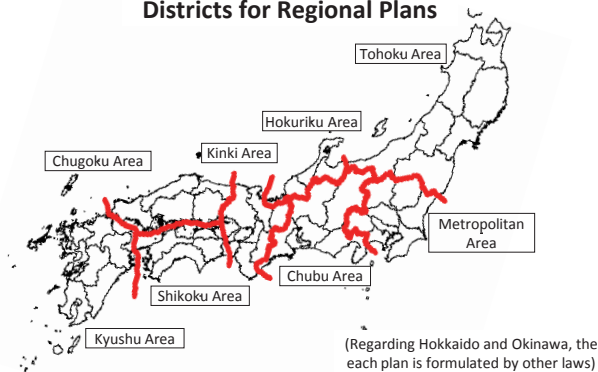 Districts for Regional Plans
Tohoku Area
Hokuriku Area
Kinki Area
Chugoku Area
Metropolitan
Area
Chubu Area
Shikoku Area
Kyushu Area
(Regarding Hokkaido and Okinawa, the
each plan is formulated by other laws)